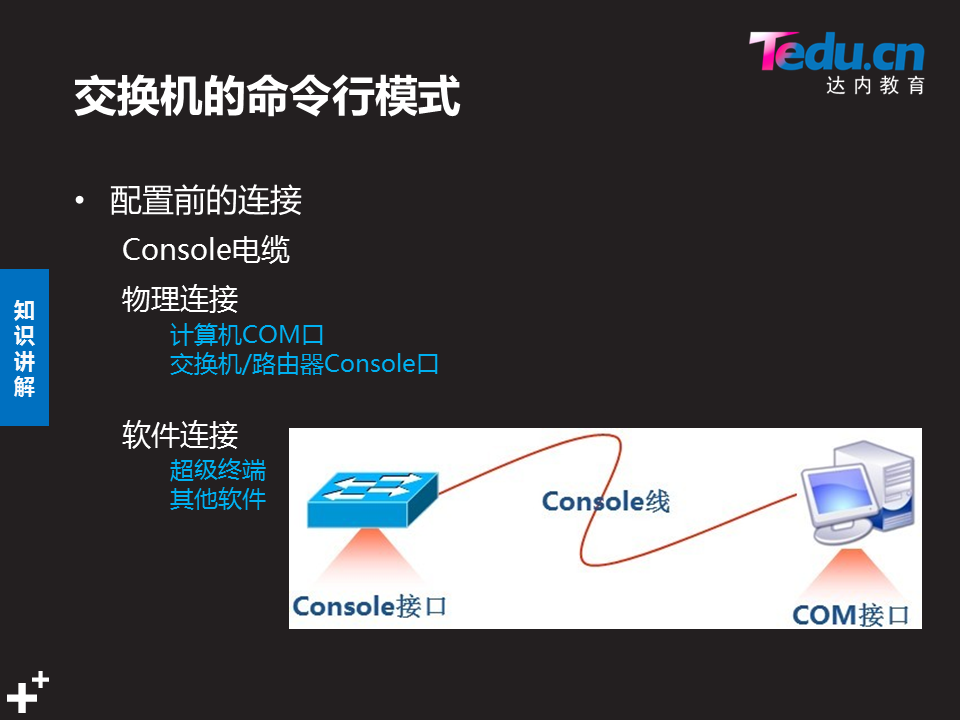 Tedu.cn
达内教育
交换机的命令行模式
• 配置前的连接
Console电缆
物理连接
计算机COM口
交换机/路由器Console口
知识讲解
软件连接
超级终端
其他软件
Console线
Console接口
COM接口